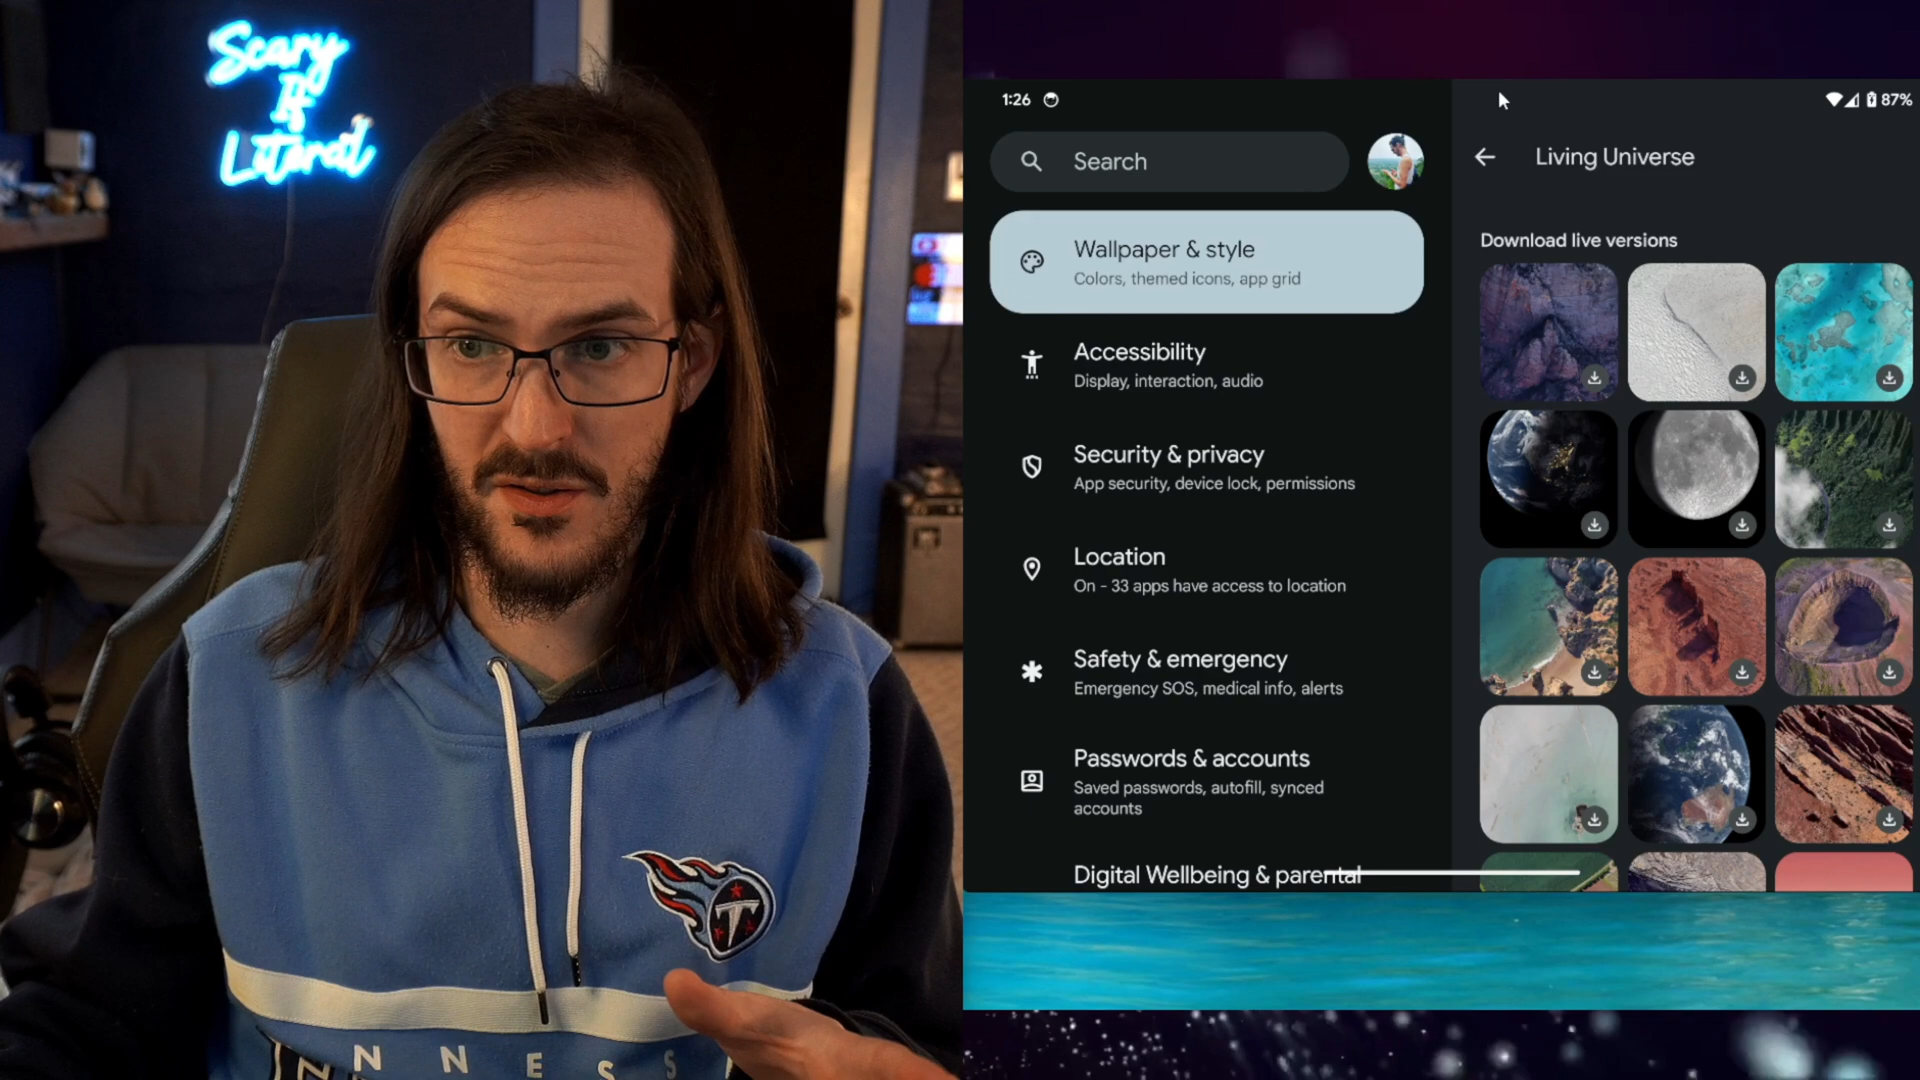 Scary
If
Literal
T
N N E S S
1:26
87%
Search
Living Universe
Download live versions
Wallpaper & style
Colors, themed icons, app grid
Accessibility
Display, interaction, audio
Security & privacy
App security, device lock, permissions
Location
On - 33 apps have access to location
Safety & emergency
Emergency SOS, medical info, alerts
Passwords & accounts
Saved passwords, autofill, synced
accounts
Digital Wellbeing & parental